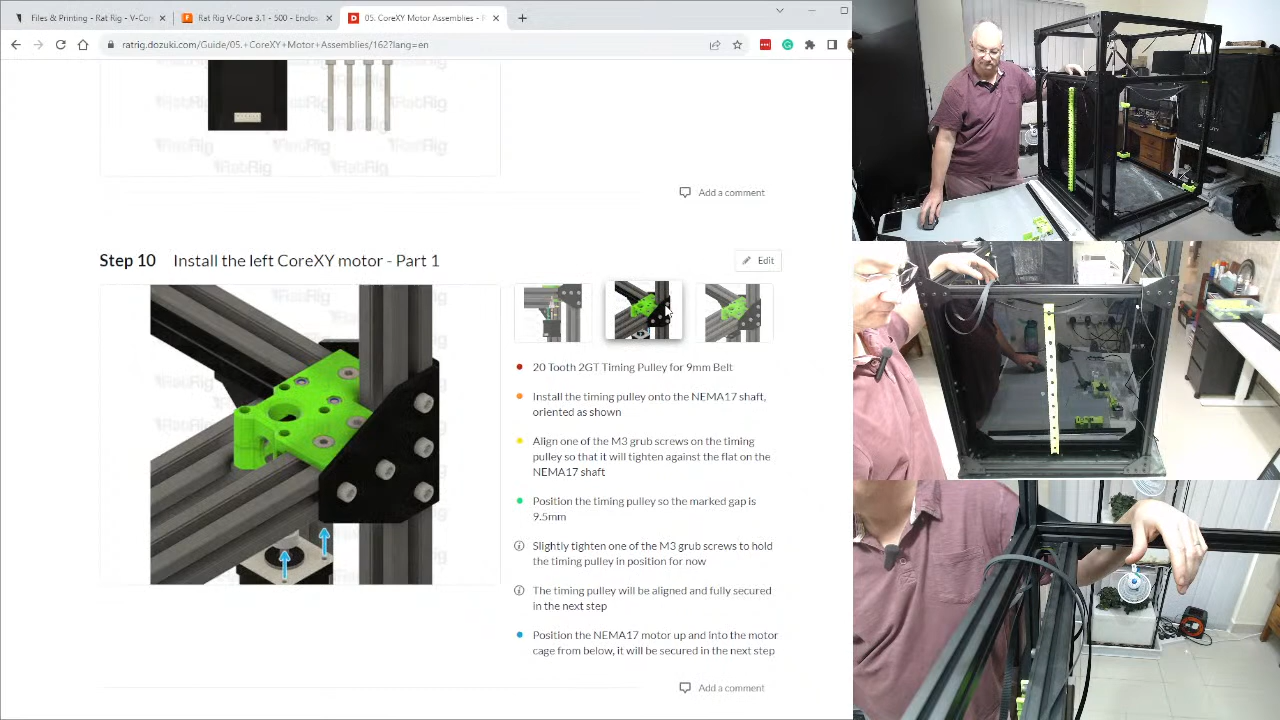 Files & Printing - Rat Rig V-Co
Rat Rig V-Core 3.1 - 500 - Enclos
05. CoreXY Motor Assemblies - R
ratrig.dozuki.com/Guide/05.+CoreXY+Motor+Assemblies/162?lang=en
RatRig
Add a comment
Step 10 Install the left CoreXY motor - Part 1
Edit
20 Tooth 2GT Timing Pulley for 9mm Belt
Install the timing pulley onto the NEMA17 shaft,
oriented as shown
Align one of the M3 grub screws on the timing
pulley so that it will tighten against the flat on the
NEMA17 shaft
Position the timing pulley so the marked gap is
9.5mm
Slightly tighten one of the M3 grub screws to hold
the timing pulley in position for now
The timing pulley will be aligned and fully secured
in the next step
Position the NEMA17 motor up and into the motor
cage from below, it will be secured in the next step
Add a comment